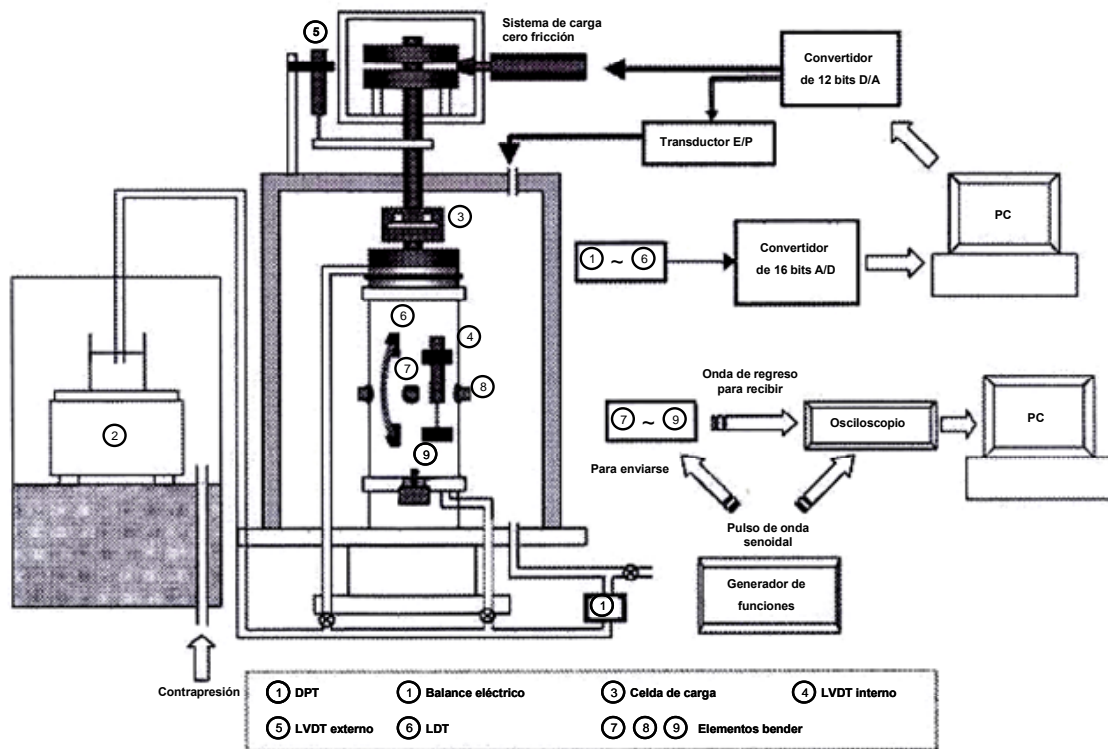 5
Sistema de carga
cero fricción
Convertidor
de 12 bits D/A
Transductor E/P
PC
3
1 ~ 6
Convertidor
de 16 bits A/D
6
4
7
8
9
2
Onda de regreso
para recibir
7 ~ 9
Osciloscopio
PC
Para enviarse
Pulso de onda
senoidal
Generador de
funciones
1
Contrapresión
1 DPT
1 Balance eléctrico
3 Celda de carga
4 LVDT interno
5 LVDT externo
6 LDT
7 8 9 Elementos bender